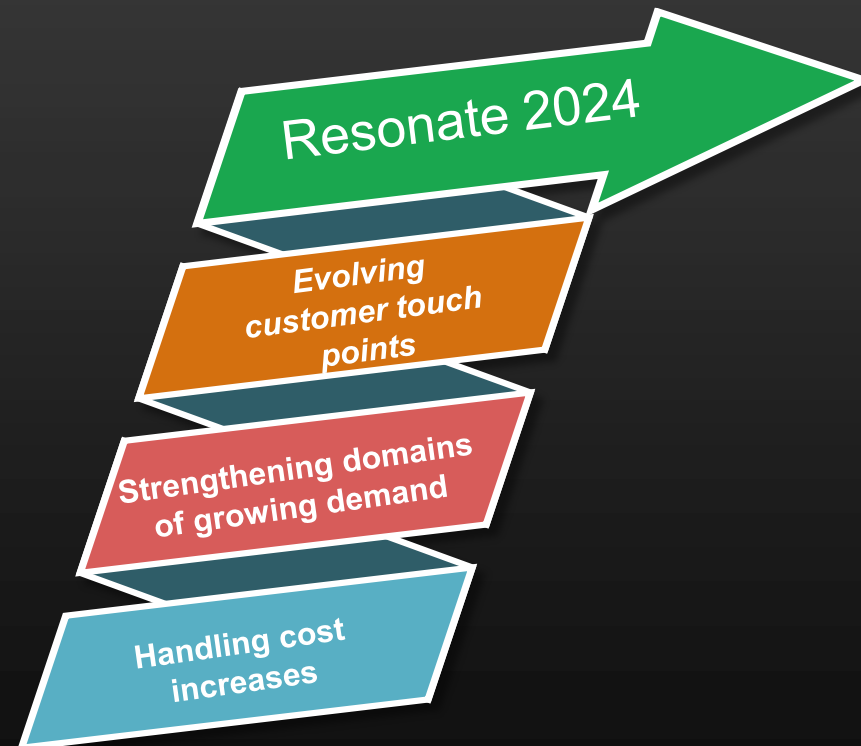 Resonate 2024
Evolving
customer touch
points
Strengthening domains
of growing demand
Handling cost
increases